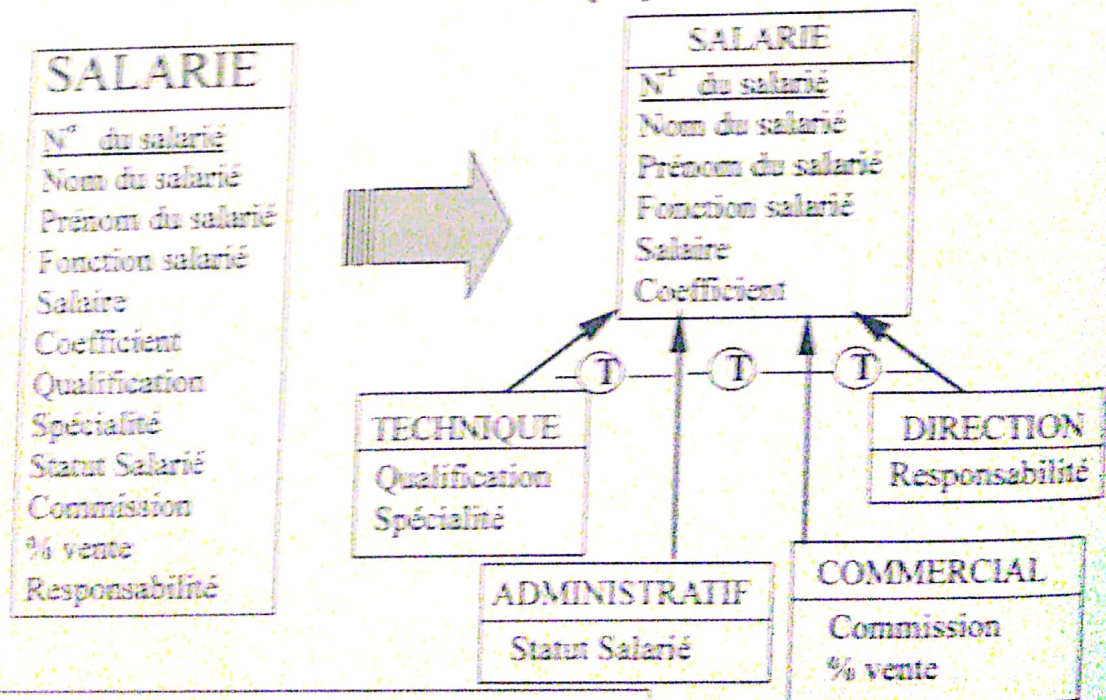 SALARIE
N° du salarié
Nom du salarié
Prénom du salarié
Fonction salarié
Salaire
Coefficient
Qualification
Spécialité
Statut Salarié
Commission
% vente
Responsabilité
SALARIE
N° du salarié
Nom du salarié
Prénom du salarié
Fonction salarié
Salaire
Coefficient
T
T
T
TECHNIQUE
Qualification
Spécialité
ADMINISTRATIF
Statut Salarié
COMMERCIAL
Commission
% vente
DIRECTION
Responsabilité